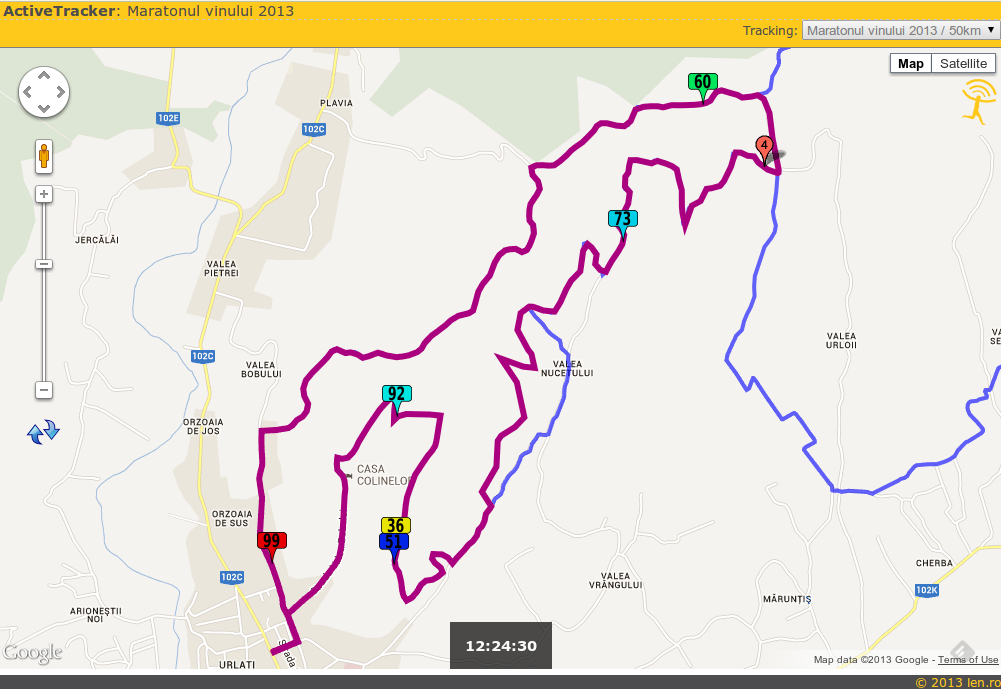 ActiveTracker: Maratonul vinului 2013
Tracking: Maratonul vinului 2013 / 50km
Map Satellite
60
PLAVIA
102E
102C
4
73
JERCĂLĂI
VALEA
PIETREI
102C
VALEA
BOBULUI
VALEA
NUCETULUI
VALEA
URLOII
VA
SE
92
ORZOAIA
DE JOS
CASA
COLINELOR
ORZOAIA
DE SUS
36
51
99
102C
CHERBA
102K
VALEA
VRÂNGULUI
MĂRUNȚIȘ
ARIONEȘTII
NOI
Strada
URLATI
Google
12:24:30
Map data ©2013 Google - Terms of Use
© 2013 len.ro